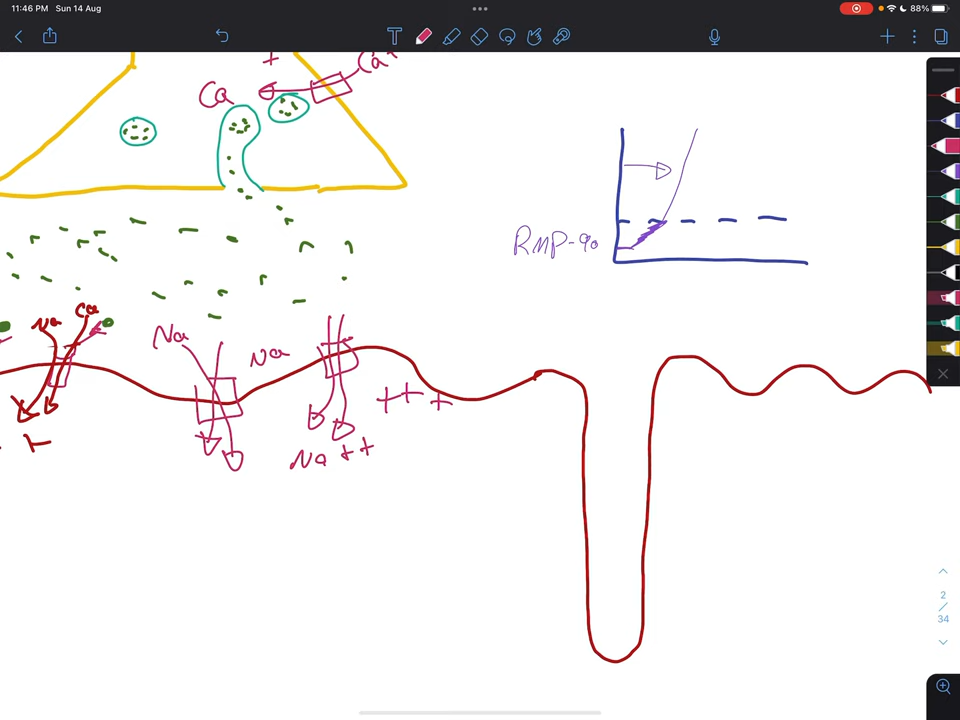 11:46 PM Sun 14 Aug
88%
T
+
Ca+
Ca
RMP-90
Na
Ca
Na
Na
+++
Na ++
2
/
34